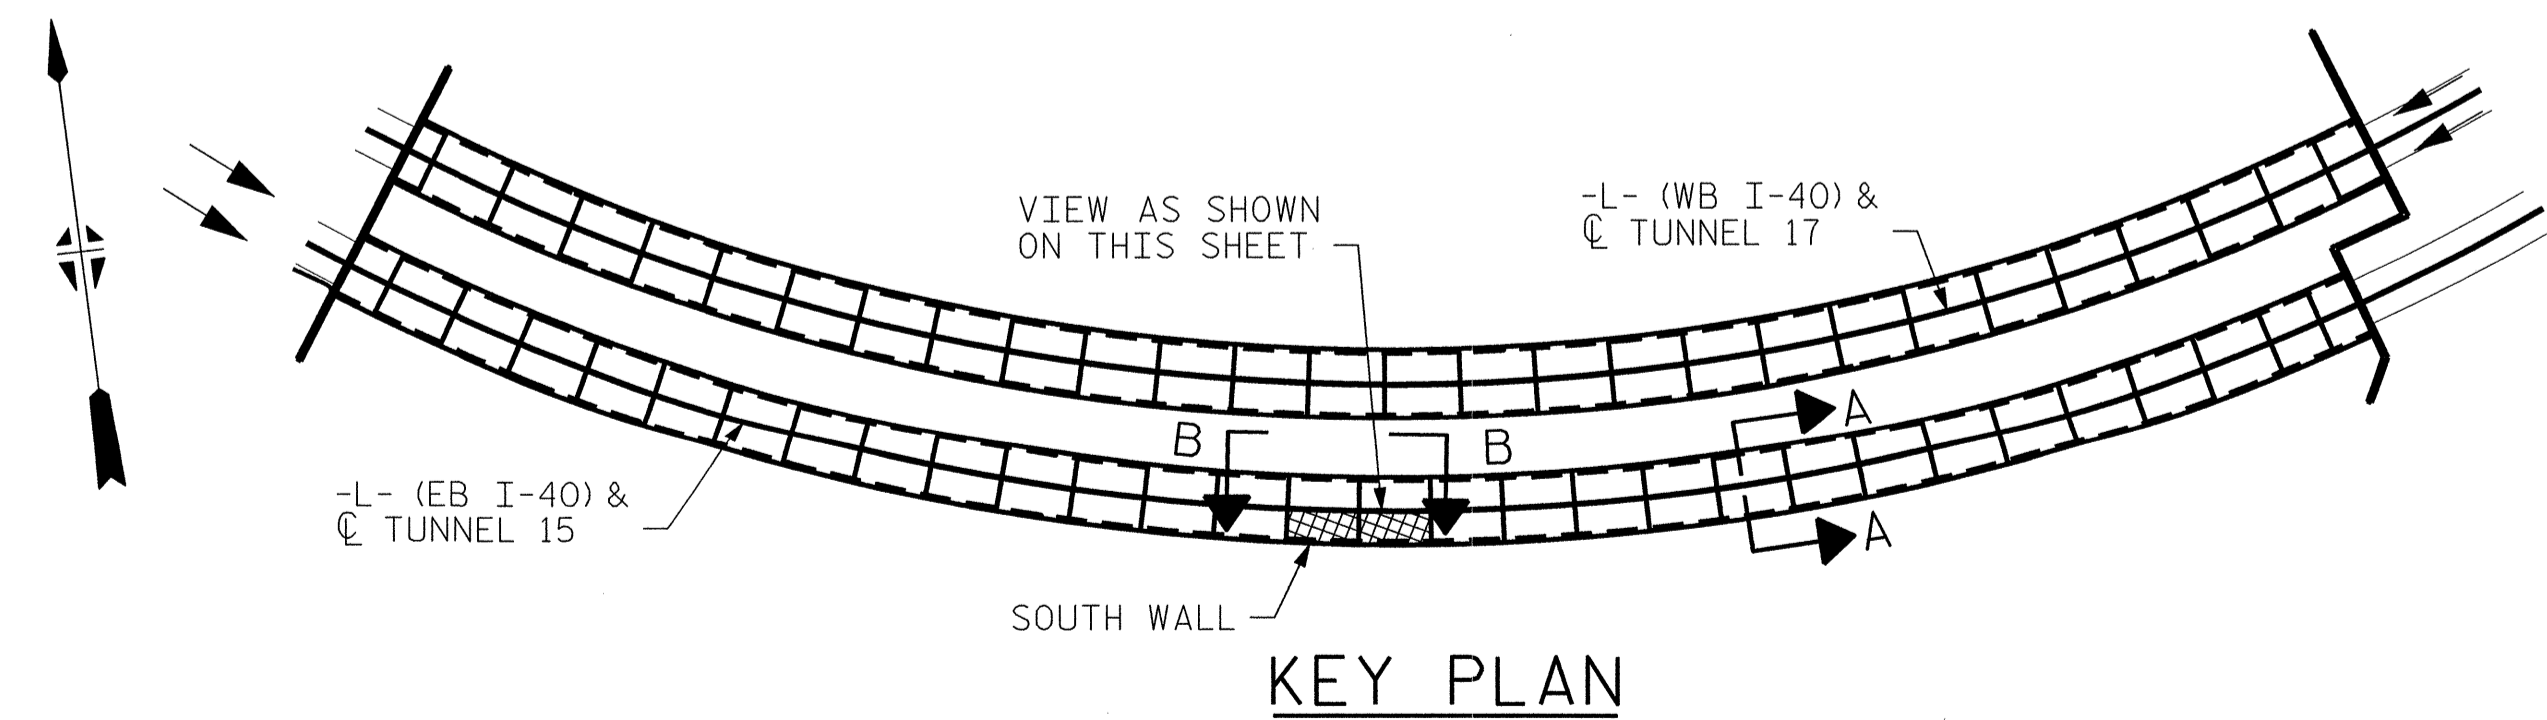 VIEW AS SHOWN
ON THIS SHEET
-L- (WB I-40) &
℄ TUNNEL 17
B
B
A
A
-L- (EB I-40) &
℄ TUNNEL 15
SOUTH WALL
KEY PLAN